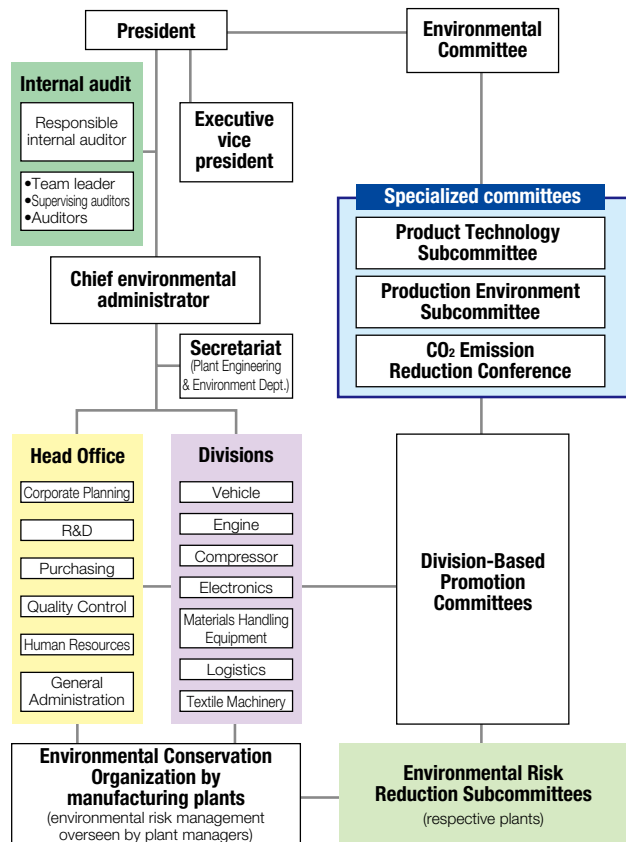 President
Environmental
Committee
Internal audit
Responsible
internal auditor
•Team leader
•Supervising auditors
•Auditors
Executive
vice
president
Specialized committees
Product Technology
Subcommittee
Production Environment
Subcommittee
CO₂ Emission
Reduction Conference
Chief environmental
administrator
Secretariat
(Plant Engineering
& Environment Dept.)
Head Office
Corporate Planning
R&D
Purchasing
Quality Control
Human Resources
General
Administration
Divisions
Vehicle
Engine
Compressor
Electronics
Materials Handling
Equipment
Logistics
Textile Machinery
Division-Based
Promotion
Committees
Environmental Conservation
Organization by
manufacturing plants
(environmental risk management
overseen by plant managers)
Environmental Risk
Reduction Subcommittees
(respective plants)